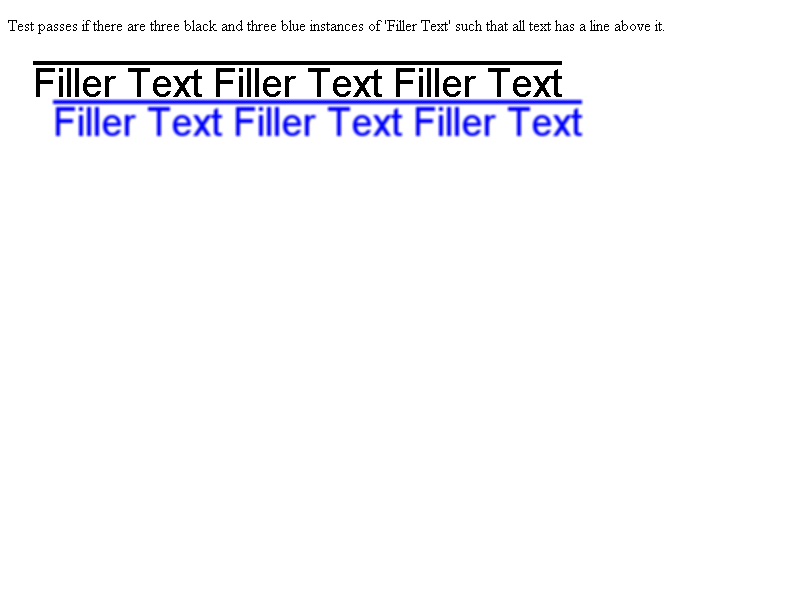 Test passes if there are three black and three blue instances of 'Filler Text' such that all text has a line above it.
Filler Text Filler Text Filler Text
Filler Text Filler Text Filler Text